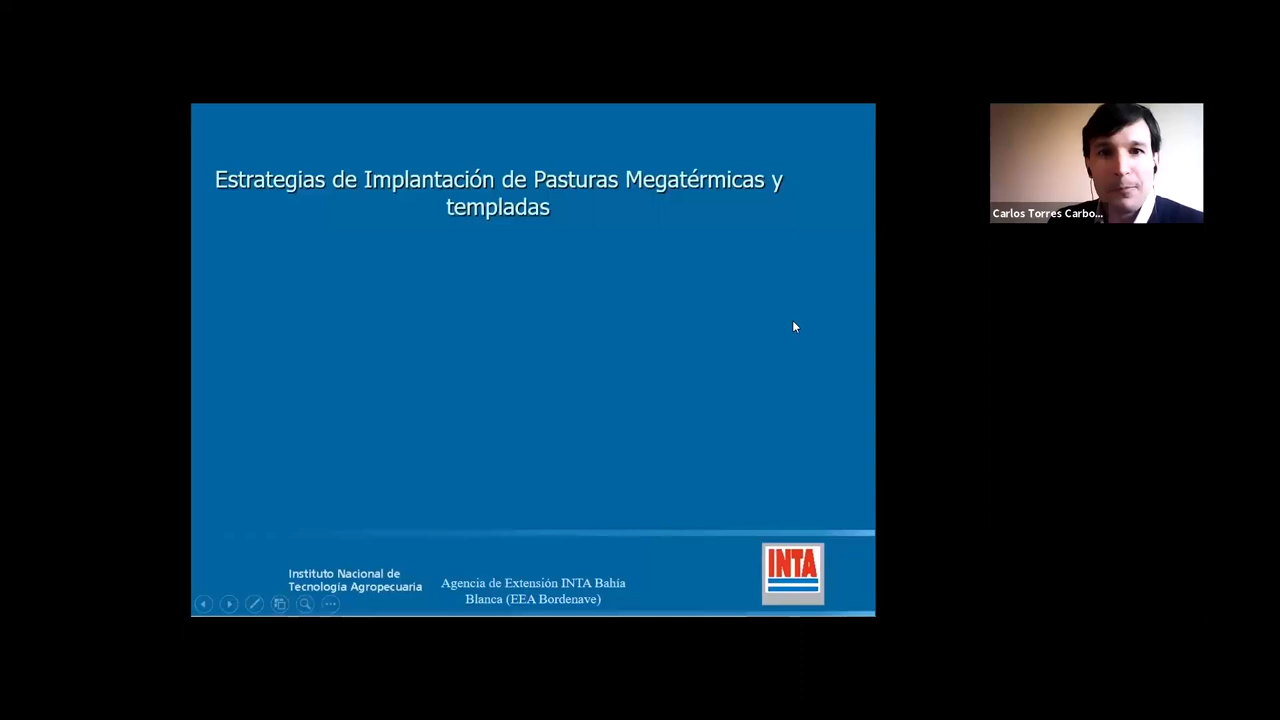 Estrategias de Implantación de Pasturas Megatérmicas y
templadas
Carlos Torres Carbo...
Instituto Nacional de
Tecnología Agropecuaria
Agencia de Extensión INTA Bahía
Blanca (EEA Bordenave)
INTA